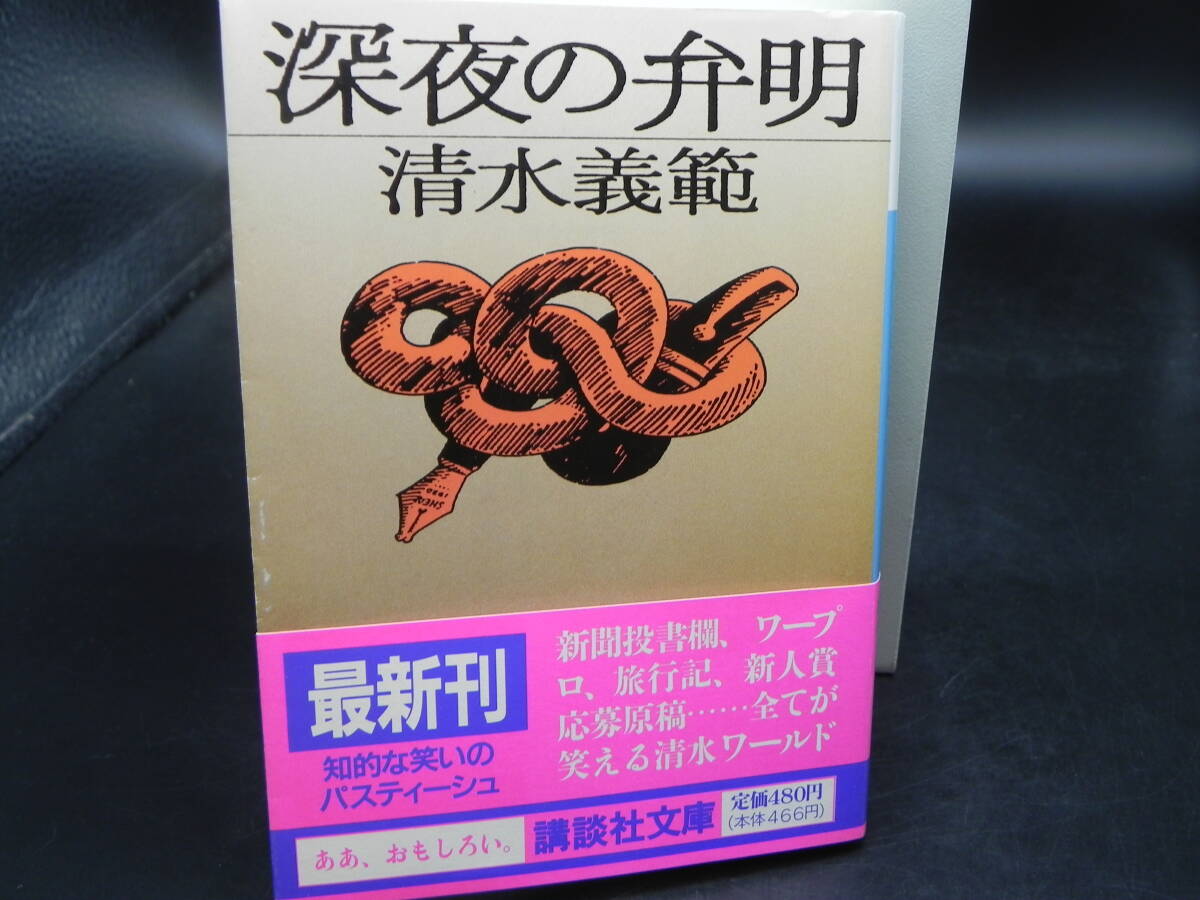 深夜の弁明
清水義範
最新刊
知的な笑いの
パスティーシュ
新聞投書欄、ワープ
ロ、旅行記、新人賞
応募原稿……全てが
笑える清水ワールド
ああ、おもしろい。
講談社文庫
定価480円
(本体466円)